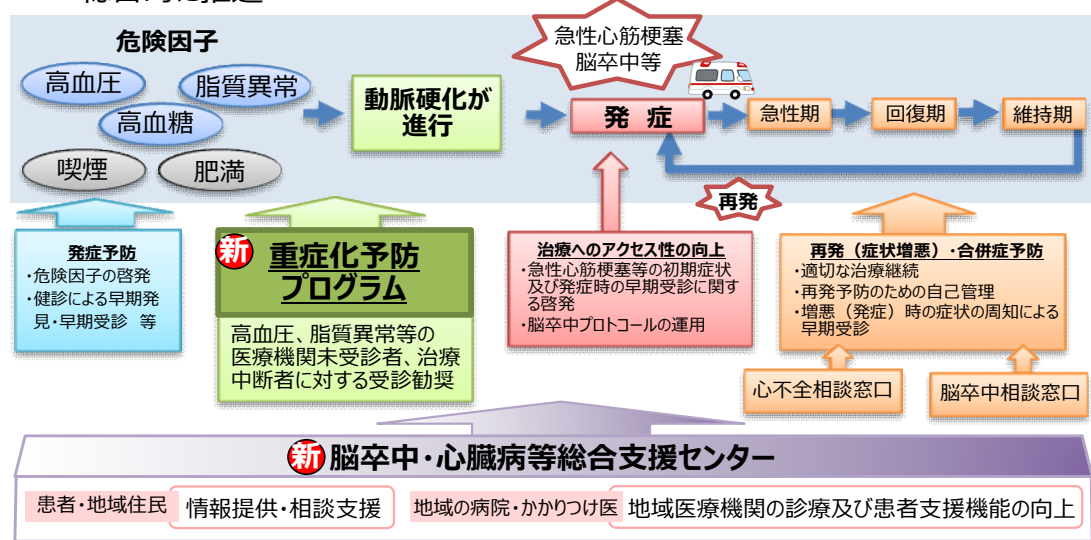 危険因子
高血圧
脂質異常
高血糖
喫煙
肥満
動脈硬化が
進行
急性心筋梗塞
脳卒中等
発 症
急性期
回復期
維持期
再発
発症予防
・危険因子の啓発
・健診による早期発
見・早期受診 等
新
重症化予防
プログラム
高血圧、脂質異常等の
医療機関未受診者、治療
中断者に対する受診勧奨
治療へのアクセス性の向上
・急性心筋梗塞等の初期症状
及び発症時の早期受診に関す
る啓発
・脳卒中プロトコールの運用
再発（症状増悪）・合併症予防
・適切な治療継続
・再発予防のための自己管理
・増悪（発症）時の症状の周知による
早期受診
心不全相談窓口
脳卒中相談窓口
新 脳卒中・心臓病等総合支援センター
患者・地域住民 情報提供・相談支援
地域の病院・かかりつけ医 地域医療機関の診療及び患者支援機能の向上